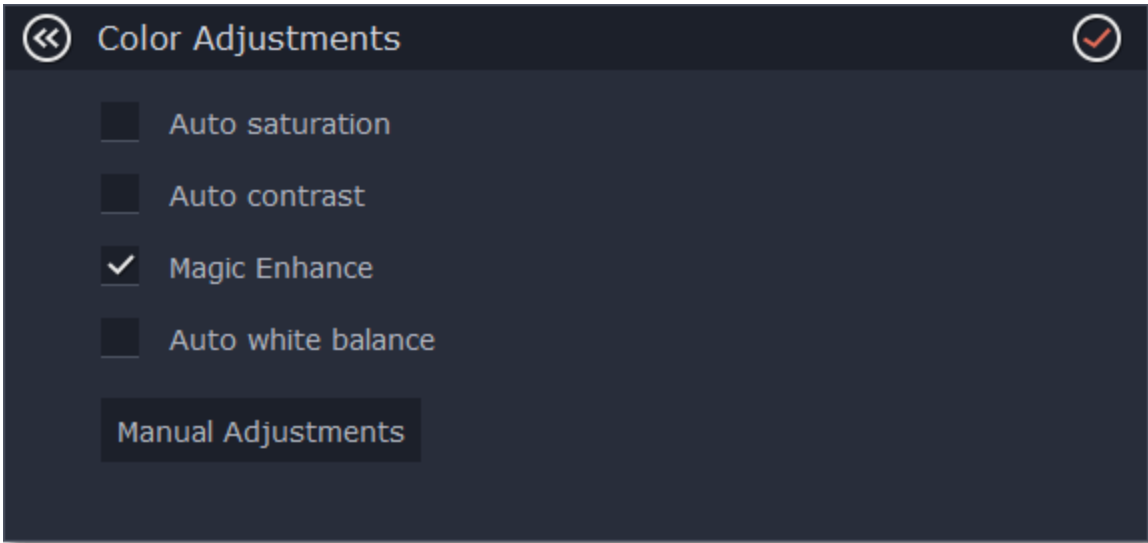 Color Adjustments
Auto saturation
Auto contrast
Magic Enhance
Auto white balance
Manual Adjustments